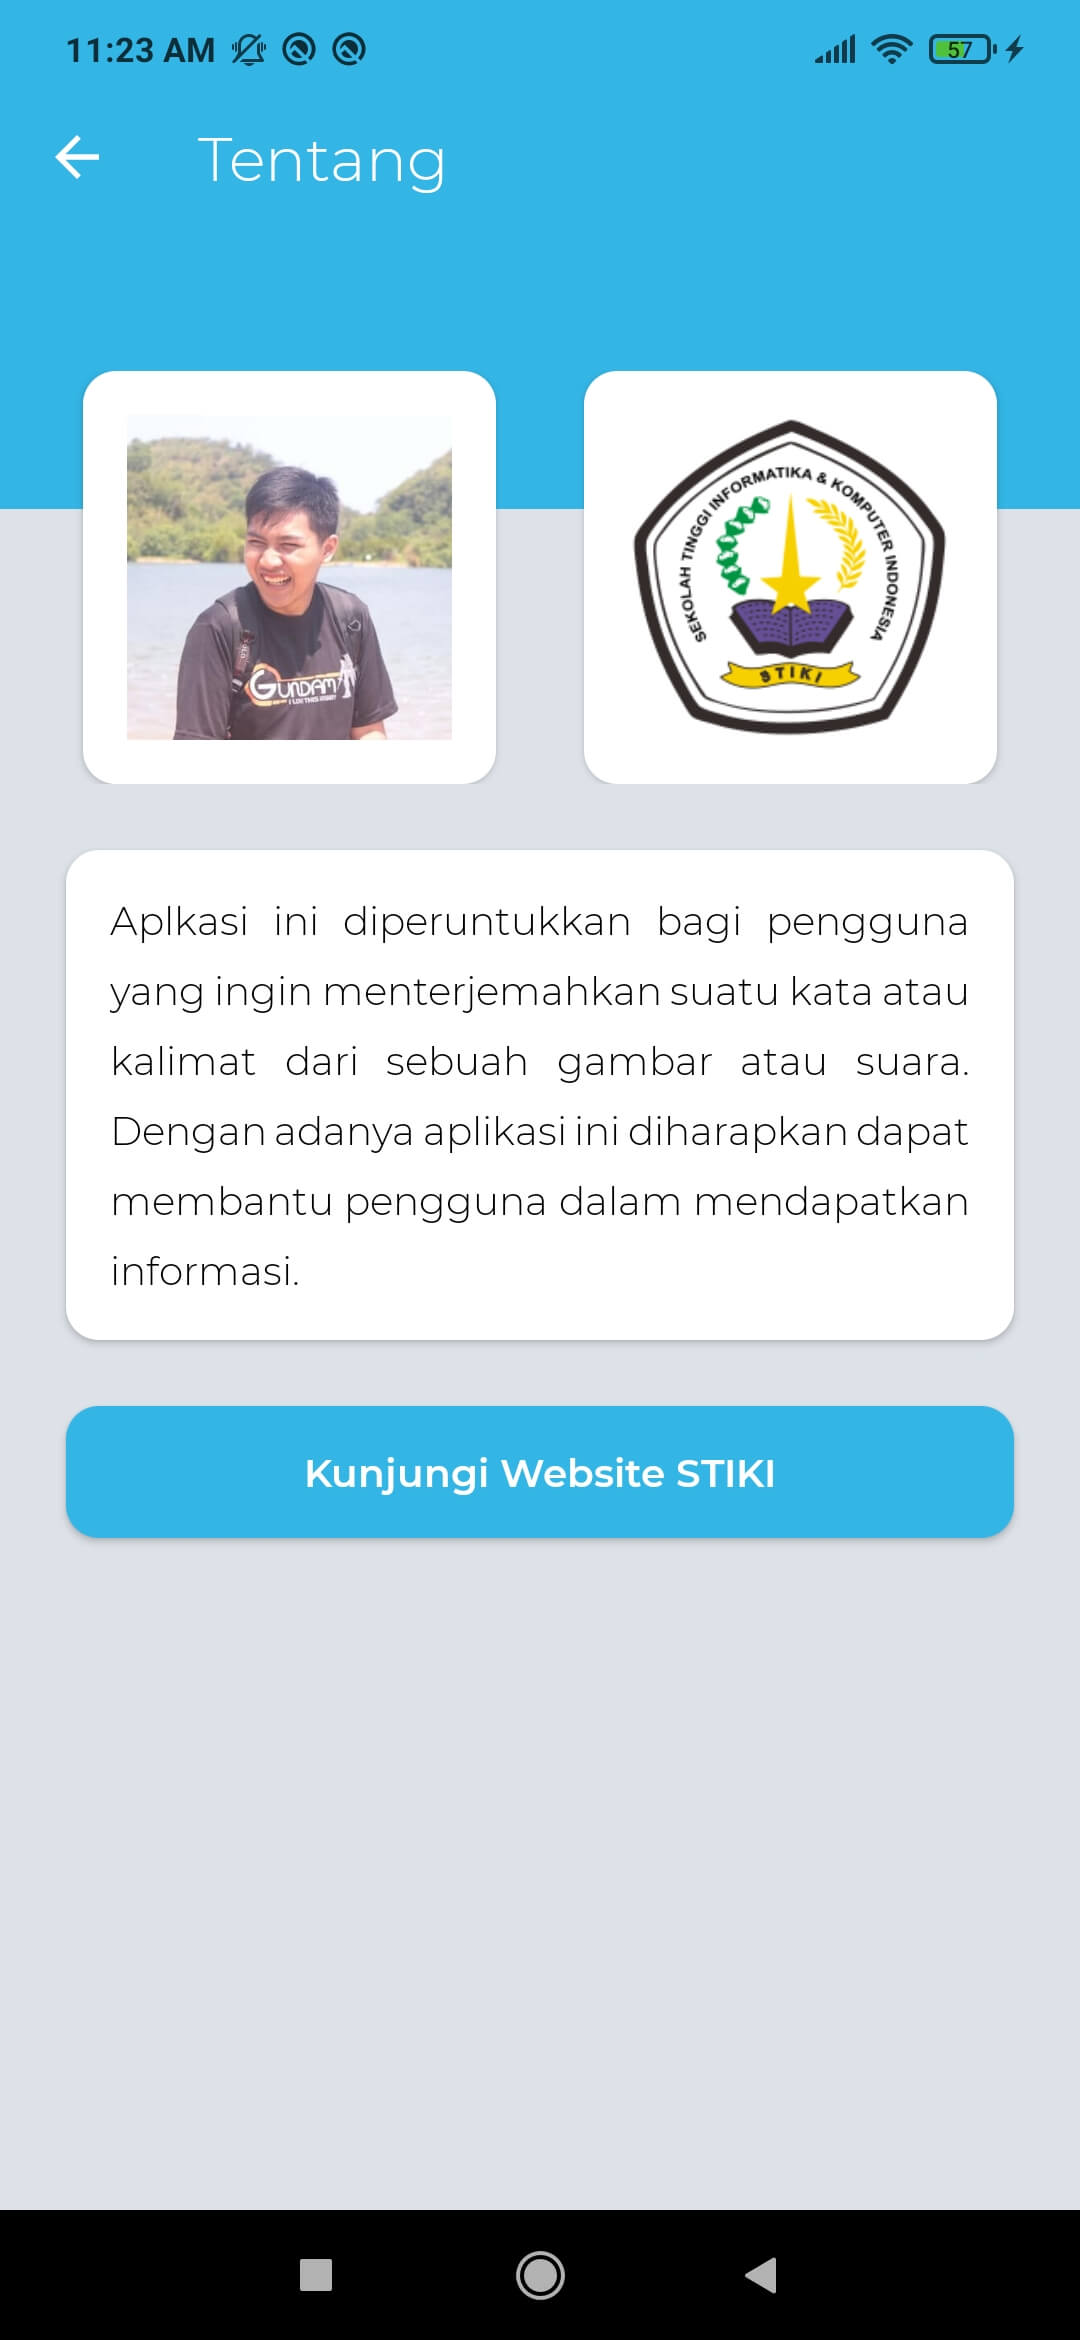 11:23 AM
57
Tentang
GUNDAM
SEKOLAH TINGGI INFORMATIKA & KOMPUTER INDONESIA
STIKI
Aplkasi ini diperuntukkan bagi pengguna
yang ingin menterjemahkan suatu kata atau
kalimat dari sebuah gambar atau suara.
Dengan adanya aplikasi ini diharapkan dapat
membantu pengguna dalam mendapatkan
informasi.
Kunjungi Website STIKI